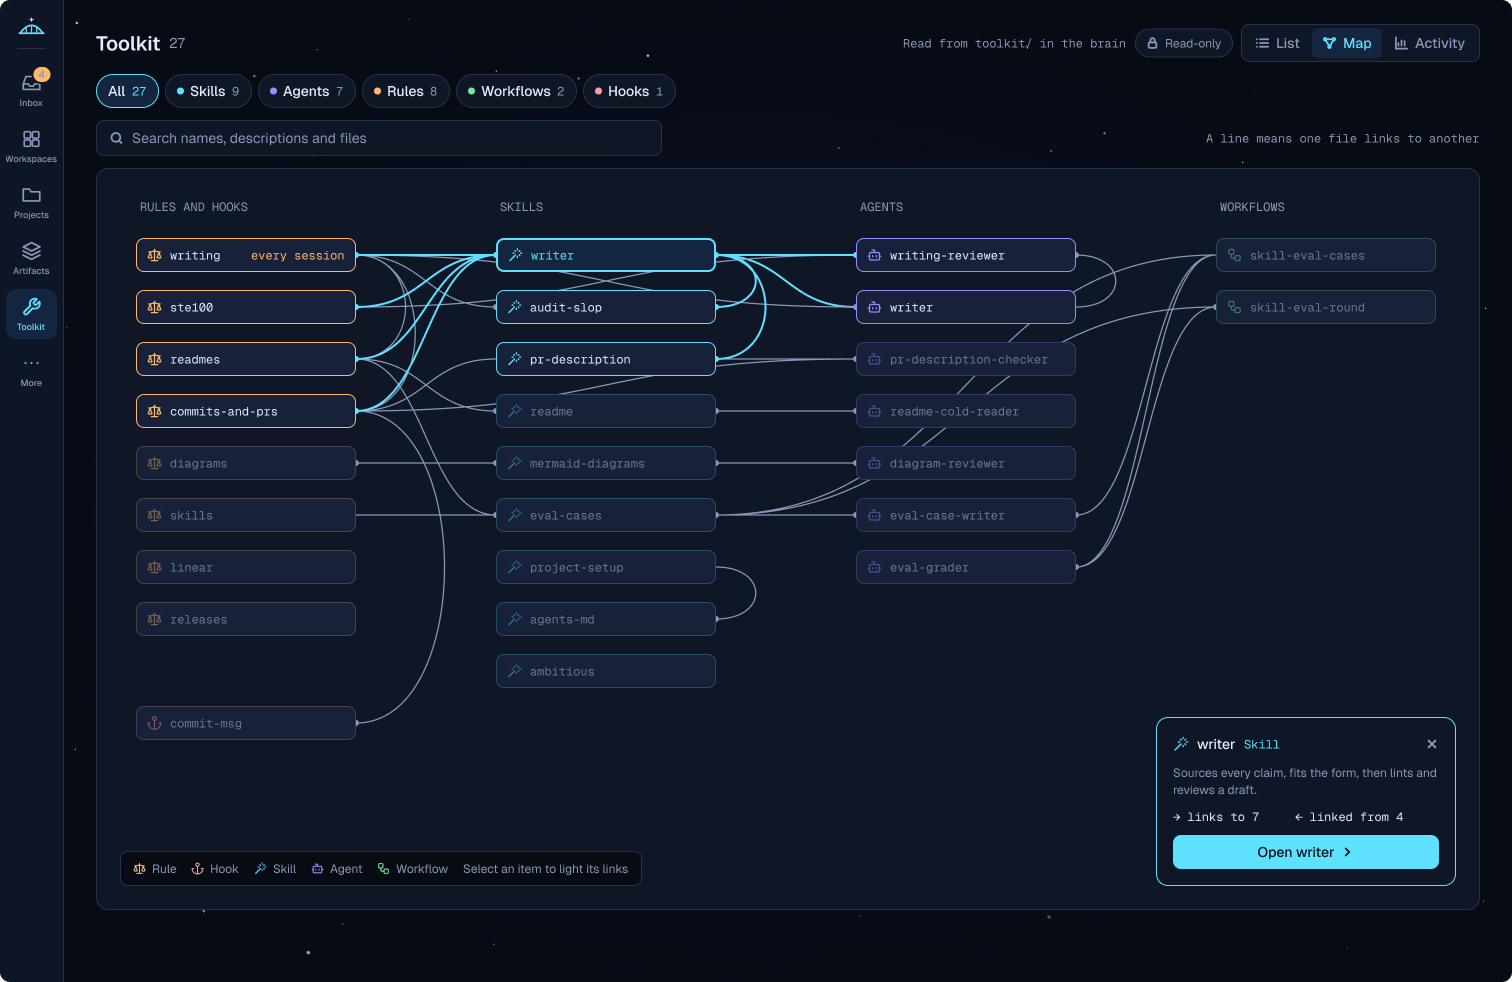 Toolkit 27
Read from toolkit/ in the brain
Read-only
List
Map
Activity
4
Inbox
Workspaces
Projects
Artifacts
Toolkit
More
All 27
Skills 9
Agents 7
Rules 8
Workflows 2
Hooks 1
Search names, descriptions and files
A line means one file links to another
RULES AND HOOKS
SKILLS
AGENTS
WORKFLOWS
writing every session
writer
writing-reviewer
skill-eval-cases
ste100
audit-slop
writer
skill-eval-round
readmes
pr-description
pr-description-checker
commits-and-prs
readme
readme-cold-reader
diagrams
mermaid-diagrams
diagram-reviewer
skills
eval-cases
eval-case-writer
linear
project-setup
eval-grader
releases
agents-md
ambitious
commit-msg
writer Skill
Sources every claim, fits the form, then lints and
reviews a draft.
→ links to 7
← linked from 4
Open writer
Rule
Hook
Skill
Agent
Workflow
Select an item to light its links